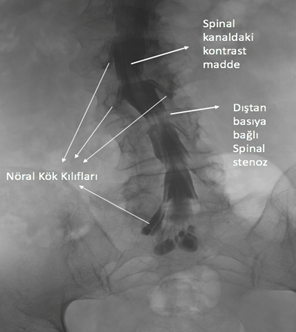 Spinal
kanaldaki
kontrast
madde
Dıştan
basıya
bağlı
Spinal
stenoz
Nöral Kök Kılıfları